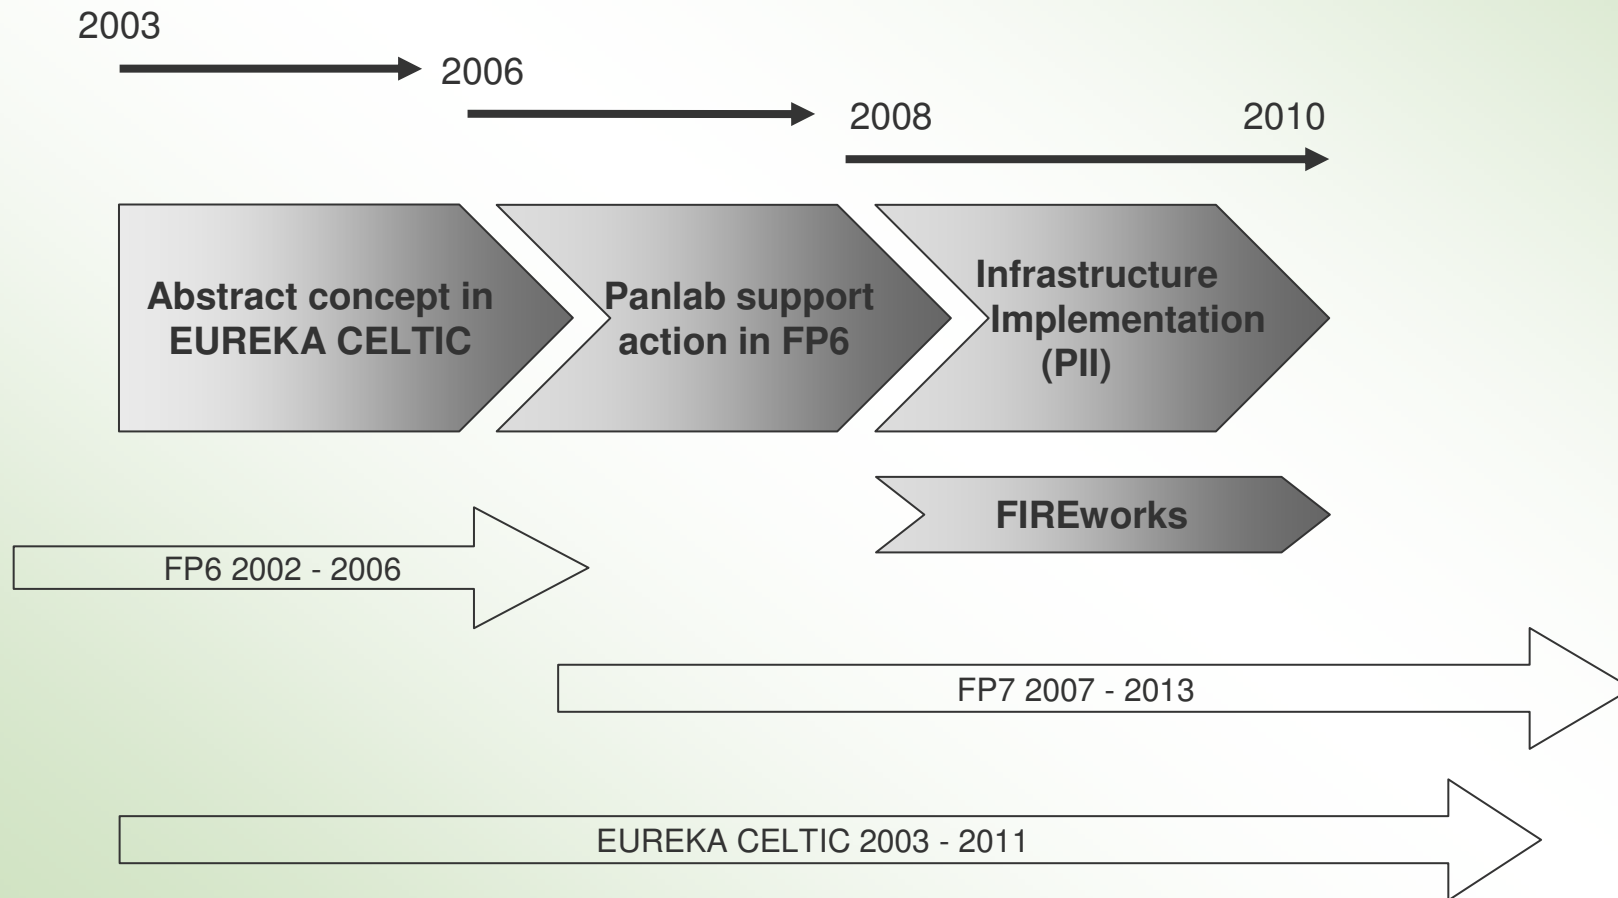 2003
2006
2008
2010
Abstract concept in
EUREKA CELTIC
Panlab support
action in FP6
Infrastructure
Implementation
(PII)
FIREworks
FP6 2002 - 2006
FP7 2007 - 2013
EUREKA CELTIC 2003 - 2011